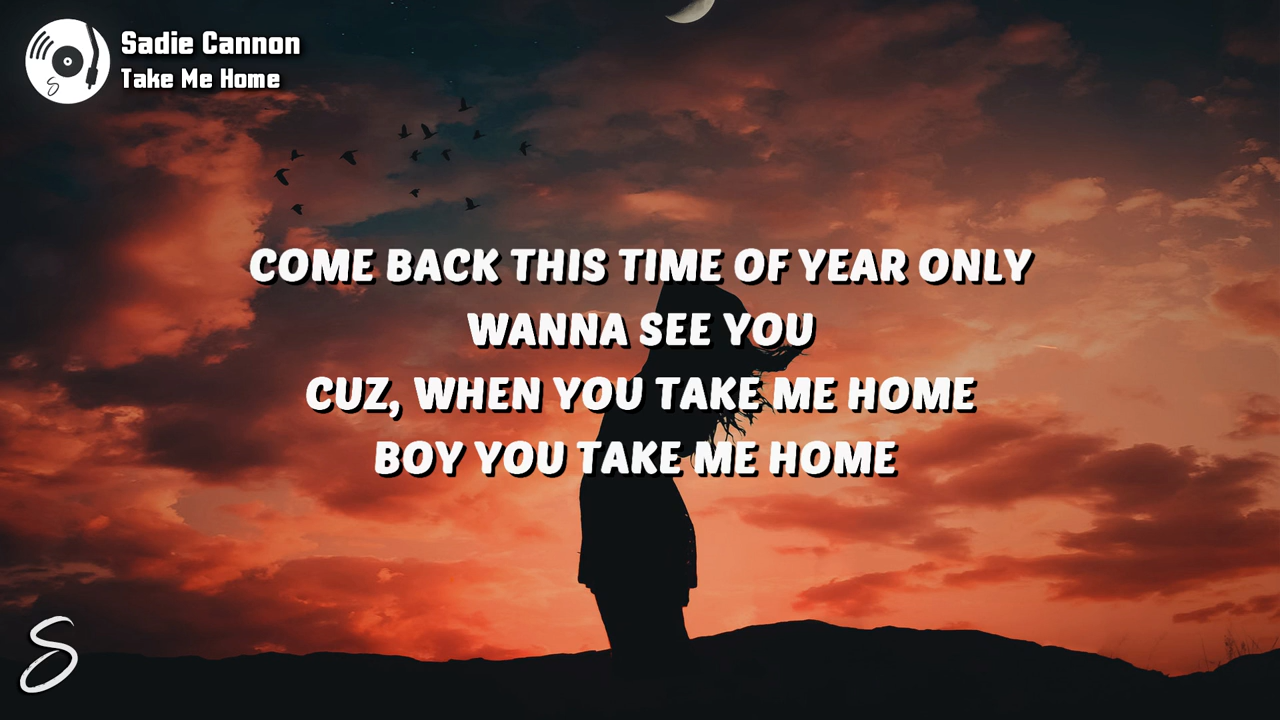 Sadie Cannon
Take Me Home
COME BACK THIS TIME OF YEAR ONLY
WANNA SEE YOU
CUZ, WHEN YOU TAKE ME HOME
BOY YOU TAKE ME HOME
S